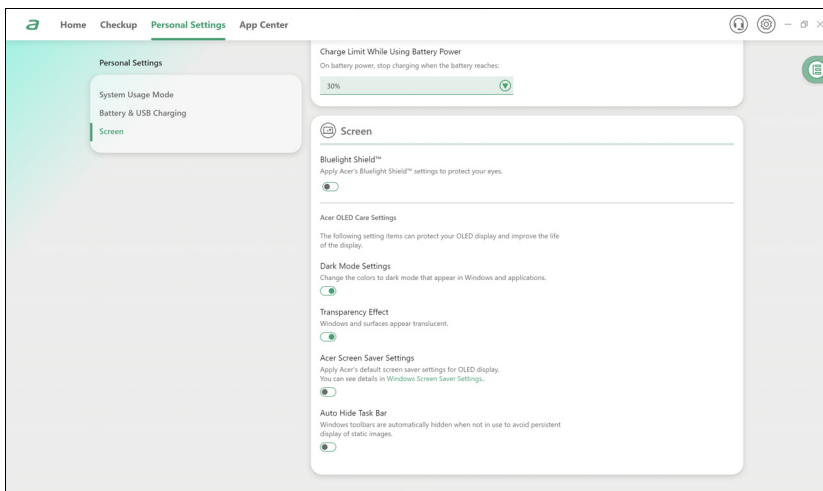 a
Home Checkup Personal Settings App Center
Personal Settings
System Usage Mode
Battery & USB Charging
Screen
Charge Limit While Using Battery Power
On battery power, stop charging when the battery reaches:
30%
Screen
Bluelight Shield™
Apply Acer's Bluelight Shield™ settings to protect your eyes.
Acer OLED Care Settings
The following setting items can protect your OLED display and improve the life
of the display.
Dark Mode Settings
Change the colors to dark mode that appear in Windows and applications.
Transparency Effect
Windows and surfaces appear translucent.
Acer Screen Saver Settings
Apply Acer's default screen saver settings for OLED display.
You can see details in Windows Screen Saver Settings..
Auto Hide Task Bar
Windows toolbars are automatically hidden when not in use to avoid persistent
display of static images.